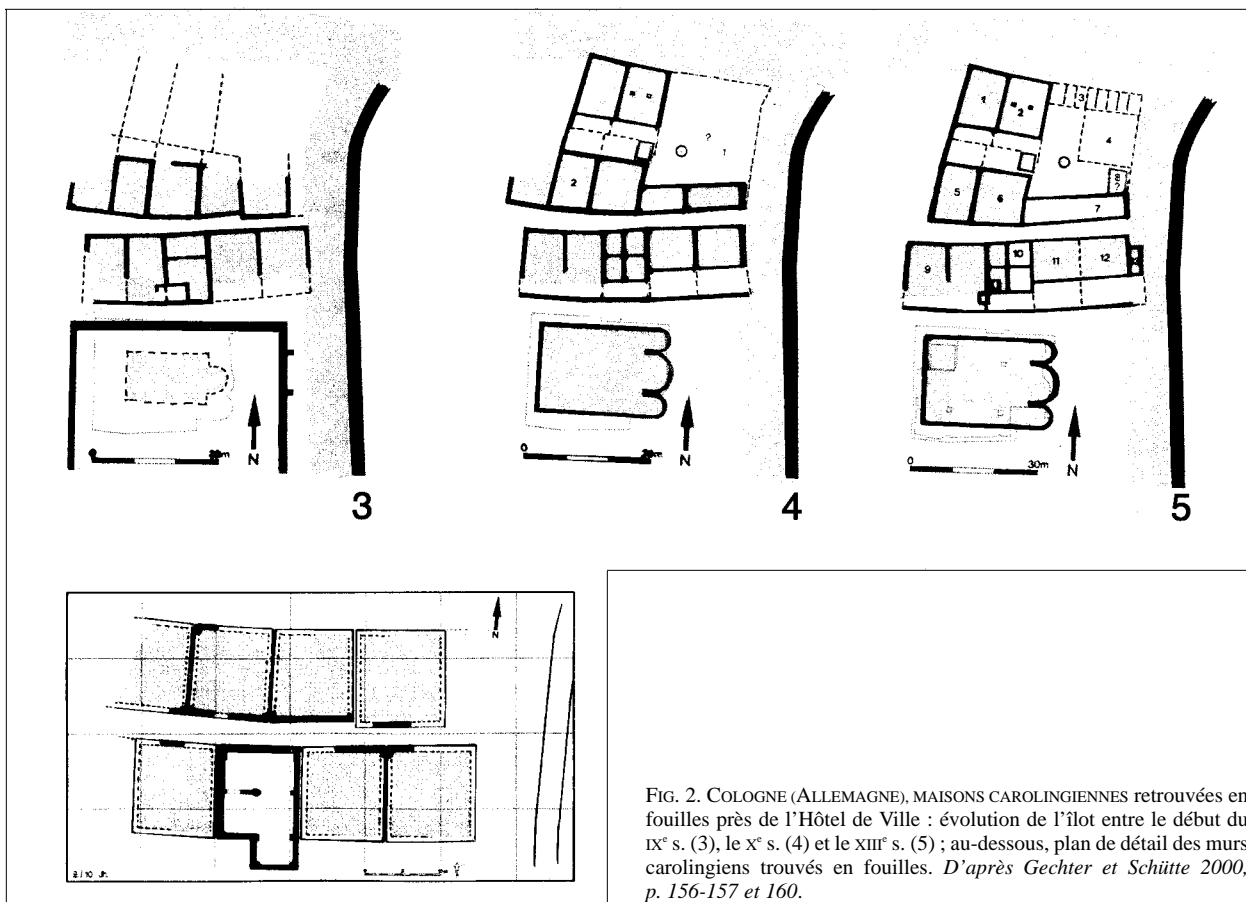 ? 1
2
1
2
3
4
5
6
8
?
7
9
10
11
12
N
N
0
N
0 30m
3
4
5
N
FIG. 2. COLOGNE (ALLEMAGNE), MAISONS CAROLINGIENNES retrouvées en
fouilles près de l’Hôtel de Ville : évolution de l’îlot entre le début du
IXe s. (3), le Xe s. (4) et le XIIIe s. (5) ; au-dessous, plan de détail des murs
carolingiens trouvés en fouilles. D’après Gechter et Schütte 2000,
p. 156-157 et 160.